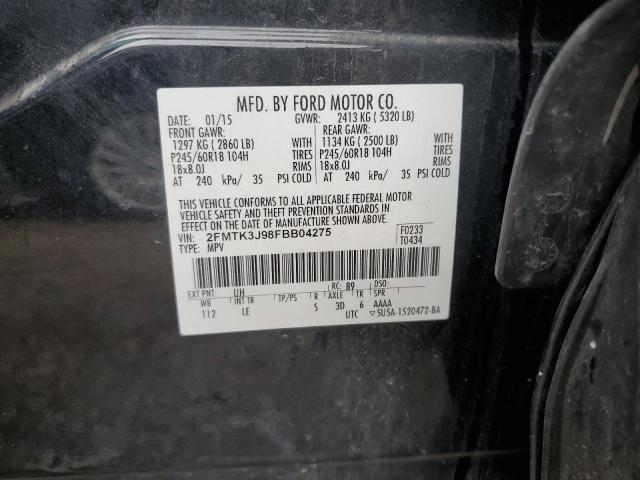 MFD. BY FORD MOTOR CO.
DATE: 01/15 GVWR: 2413 KG ( 5320 LB)
FRONT GAWR: REAR GAWR:
1297 KG ( 2860 LB) WITH 1134 KG ( 2500 LB) WITH
P245/60R18 104H TIRES P245/60R18 104H TIRES
18x8.0J RIMS 18x8.0J RIMS
AT 240 kPa/ 35 PSI COLD AT 240 kPa/ 35 PSI COLD
THIS VEHICLE CONFORMS TO ALL APPLICABLE FEDERAL MOTOR
VEHICLE SAFETY AND THEFT PREVENTION STANDARDS IN
EFFECT ON THE DATE OF MANUFACTURE SHOWN ABOVE.
VIN: 2FMTK3J98FBB04275 F0233
TYPE: MPV T0434
EXT PNT: UH RC: 89 DSO:
WB INT TR TP/PS R AXLE TR SPR
112 LE S 3D 6 AAAA
UTC ▽5U5A-1520472-BA